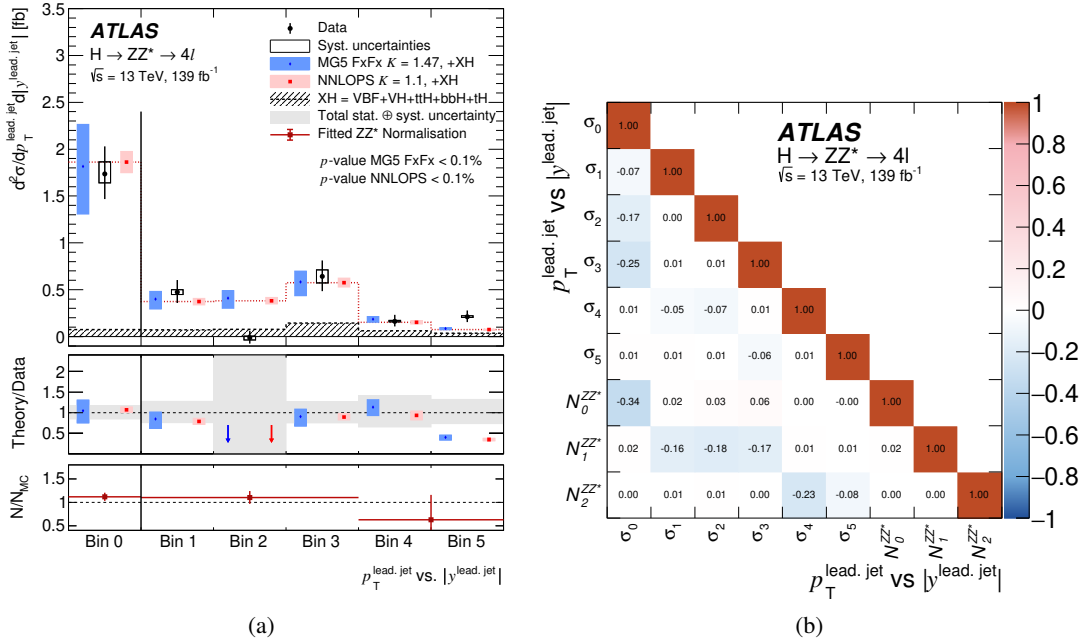 3.5
3
2.5
2
1.5
1
0.5
0
d²σ/dp_T^{lead. jet}d|y^{lead. jet}| [fb]
ATLAS
H → ZZ* → 4l
√s = 13 TeV, 139 fb⁻¹
Data
Syst. uncertainties
MG5 FxFx K = 1.47, +XH
NNLOPS K = 1.1, +XH
XH = VBF+VH+ttH+bbH+tH
Total stat. ⊕ syst. uncertainty
Fitted ZZ* Normalisation
p-value MG5 FxFx < 0.1%
p-value NNLOPS < 0.1%
Theory/Data
2
1.5
1
0.5
N/N_MC
1.5
1
0.5
Bin 0 Bin 1 Bin 2 Bin 3 Bin 4 Bin 5
p_T^{lead. jet} vs. |y^{lead. jet}|
(a)
p_T^{lead. jet} vs |y^{lead. jet}|
ATLAS
H → ZZ* → 4l
√s = 13 TeV, 139 fb⁻¹
σ₀ 1.00
σ₁ -0.07 1.00
σ₂ -0.17 0.00 1.00
σ₃ -0.25 0.01 0.01 1.00
σ₄ 0.01 -0.05 -0.07 0.01 1.00
σ₅ 0.01 0.01 0.01 -0.06 0.01 1.00
N_0^{ZZ*} -0.34 0.02 0.03 0.06 0.00 -0.00 1.00
N_1^{ZZ*} 0.02 -0.16 -0.18 -0.17 0.01 0.01 0.02 1.00
N_2^{ZZ*} 0.00 0.01 0.01 0.00 -0.23 -0.08 0.00 0.00 1.00
σ₀ σ₁ σ₂ σ₃ σ₄ σ₅ N_0^{ZZ*} N_1^{ZZ*} N_2^{ZZ*}
p_T^{lead. jet} vs |y^{lead. jet}|
1
0.8
0.6
0.4
0.2
0
−0.2
−0.4
−0.6
−0.8
−1
(b)